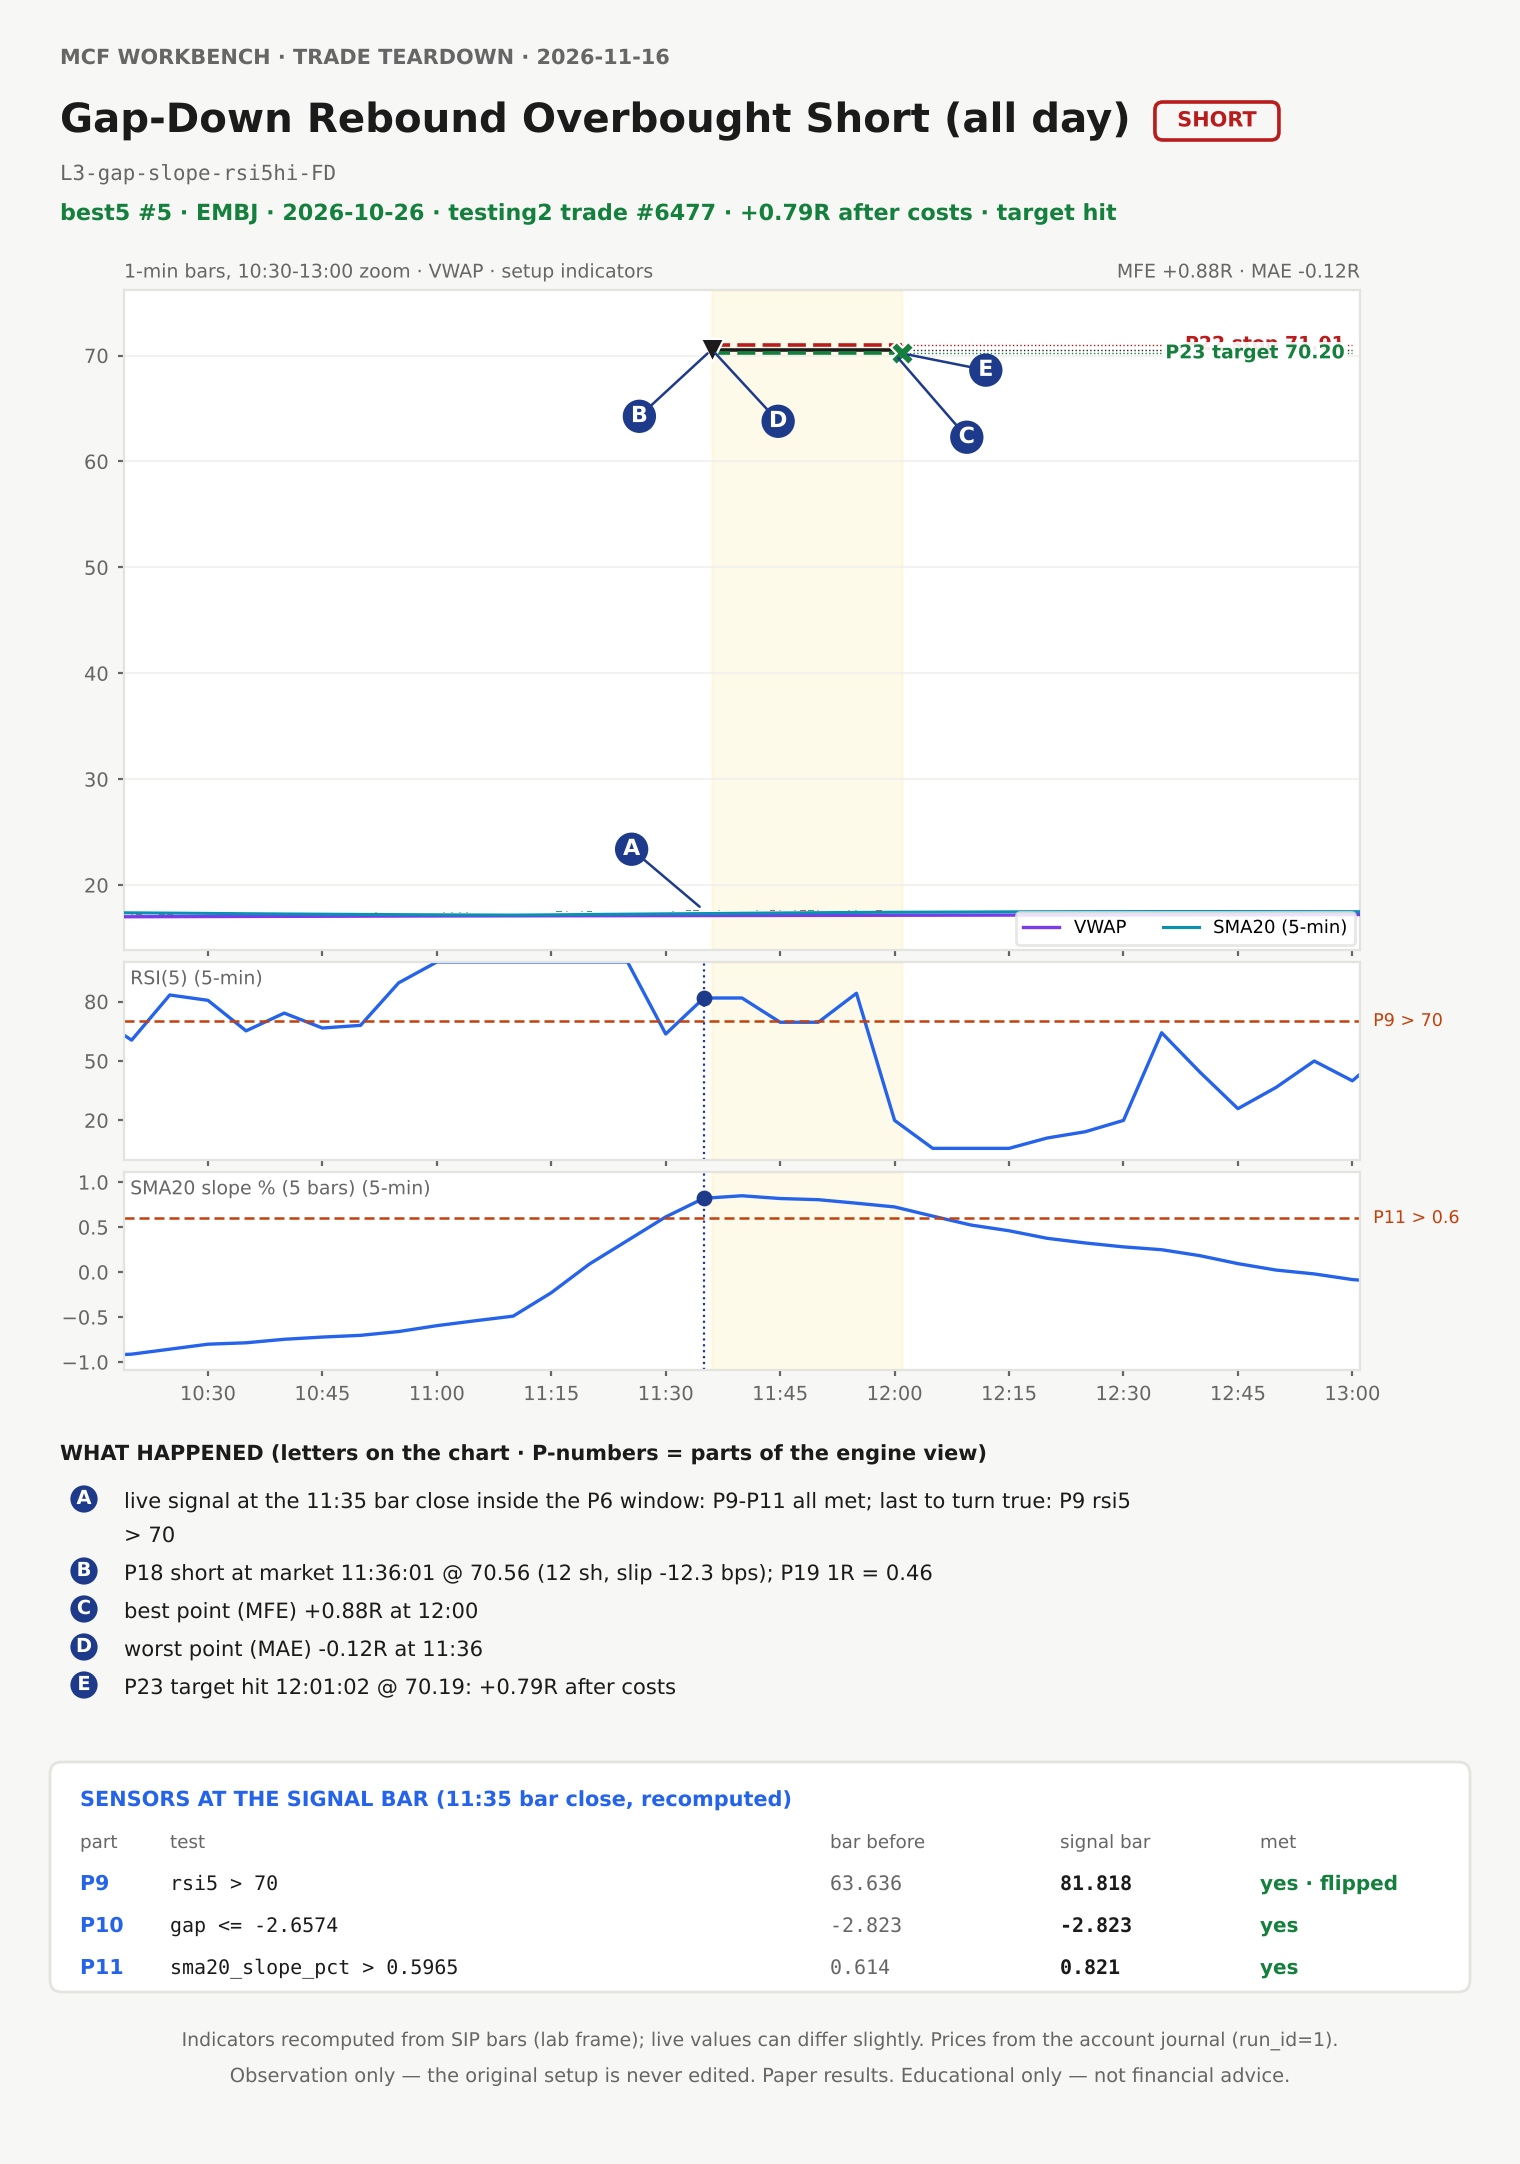 MCF WORKBENCH · TRADE TEARDOWN · 2026-11-16
Gap-Down Rebound Overbought Short (all day)
SHORT
L3-gap-slope-rsi5hi-FD
best5 #5 · EMBJ · 2026-10-26 · testing2 trade #6477 · +0.79R after costs · target hit
1-min bars, 10:30-13:00 zoom · VWAP · setup indicators
MFE +0.88R · MAE -0.12R
70
60
50
40
30
20
P22 stop 71.01
P23 target 70.20
B
D
E
C
A
VWAP
SMA20 (5-min)
RSI(5) (5-min)
80
50
20
P9 > 70
SMA20 slope % (5 bars) (5-min)
1.0
0.5
0.0
−0.5
−1.0
P11 > 0.6
10:30
10:45
11:00
11:15
11:30
11:45
12:00
12:15
12:30
12:45
13:00
WHAT HAPPENED (letters on the chart · P-numbers = parts of the engine view)
A live signal at the 11:35 bar close inside the P6 window: P9-P11 all met; last to turn true: P9 rsi5
> 70
B P18 short at market 11:36:01 @ 70.56 (12 sh, slip -12.3 bps); P19 1R = 0.46
C best point (MFE) +0.88R at 12:00
D worst point (MAE) -0.12R at 11:36
E P23 target hit 12:01:02 @ 70.19: +0.79R after costs
SENSORS AT THE SIGNAL BAR (11:35 bar close, recomputed)
part test bar before signal bar met
P9 rsi5 > 70 63.636 81.818 yes · flipped
P10 gap <= -2.6574 -2.823 -2.823 yes
P11 sma20_slope_pct > 0.5965 0.614 0.821 yes
Indicators recomputed from SIP bars (lab frame); live values can differ slightly. Prices from the account journal (run_id=1).
Observation only — the original setup is never edited. Paper results. Educational only — not financial advice.